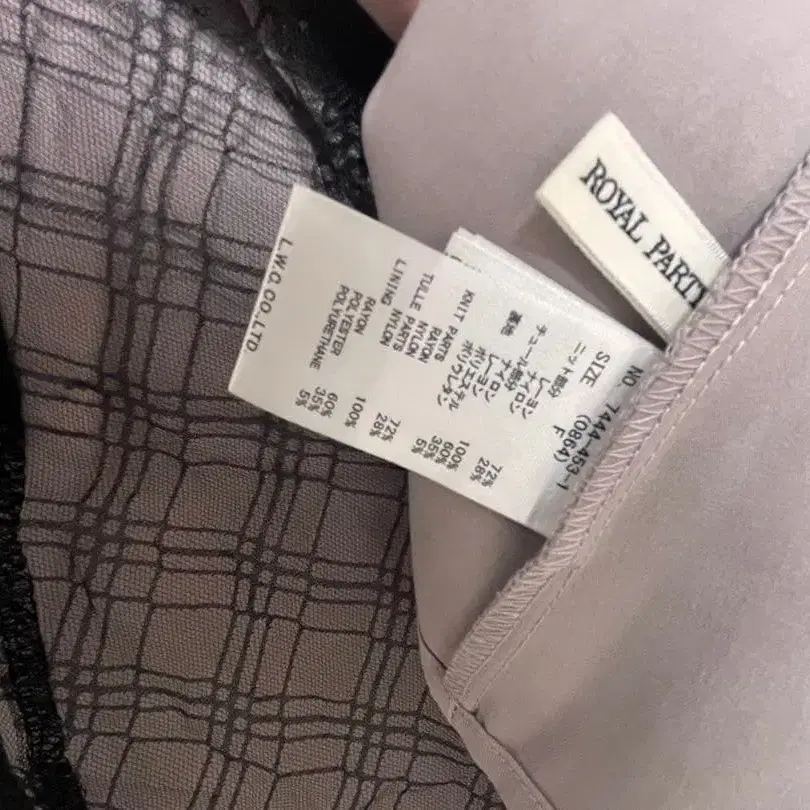 ROYAL PARTY
NO. 7444-453-1
(0864)
SIZE F
ニット部分
レーヨン 72%
ナイロン 28%
チュール部分
ナイロン 100%
裏地
レーヨン 60%
ポリエステル 35%
ポリウレタン 5%
KNIT PARTS
RAYON 72%
NYLON 28%
TULLE PARTS
NYLON 100%
LINING
RAYON 60%
POLYESTER 35%
POLYURETHANE 5%
L.W.Q.CO.LTD